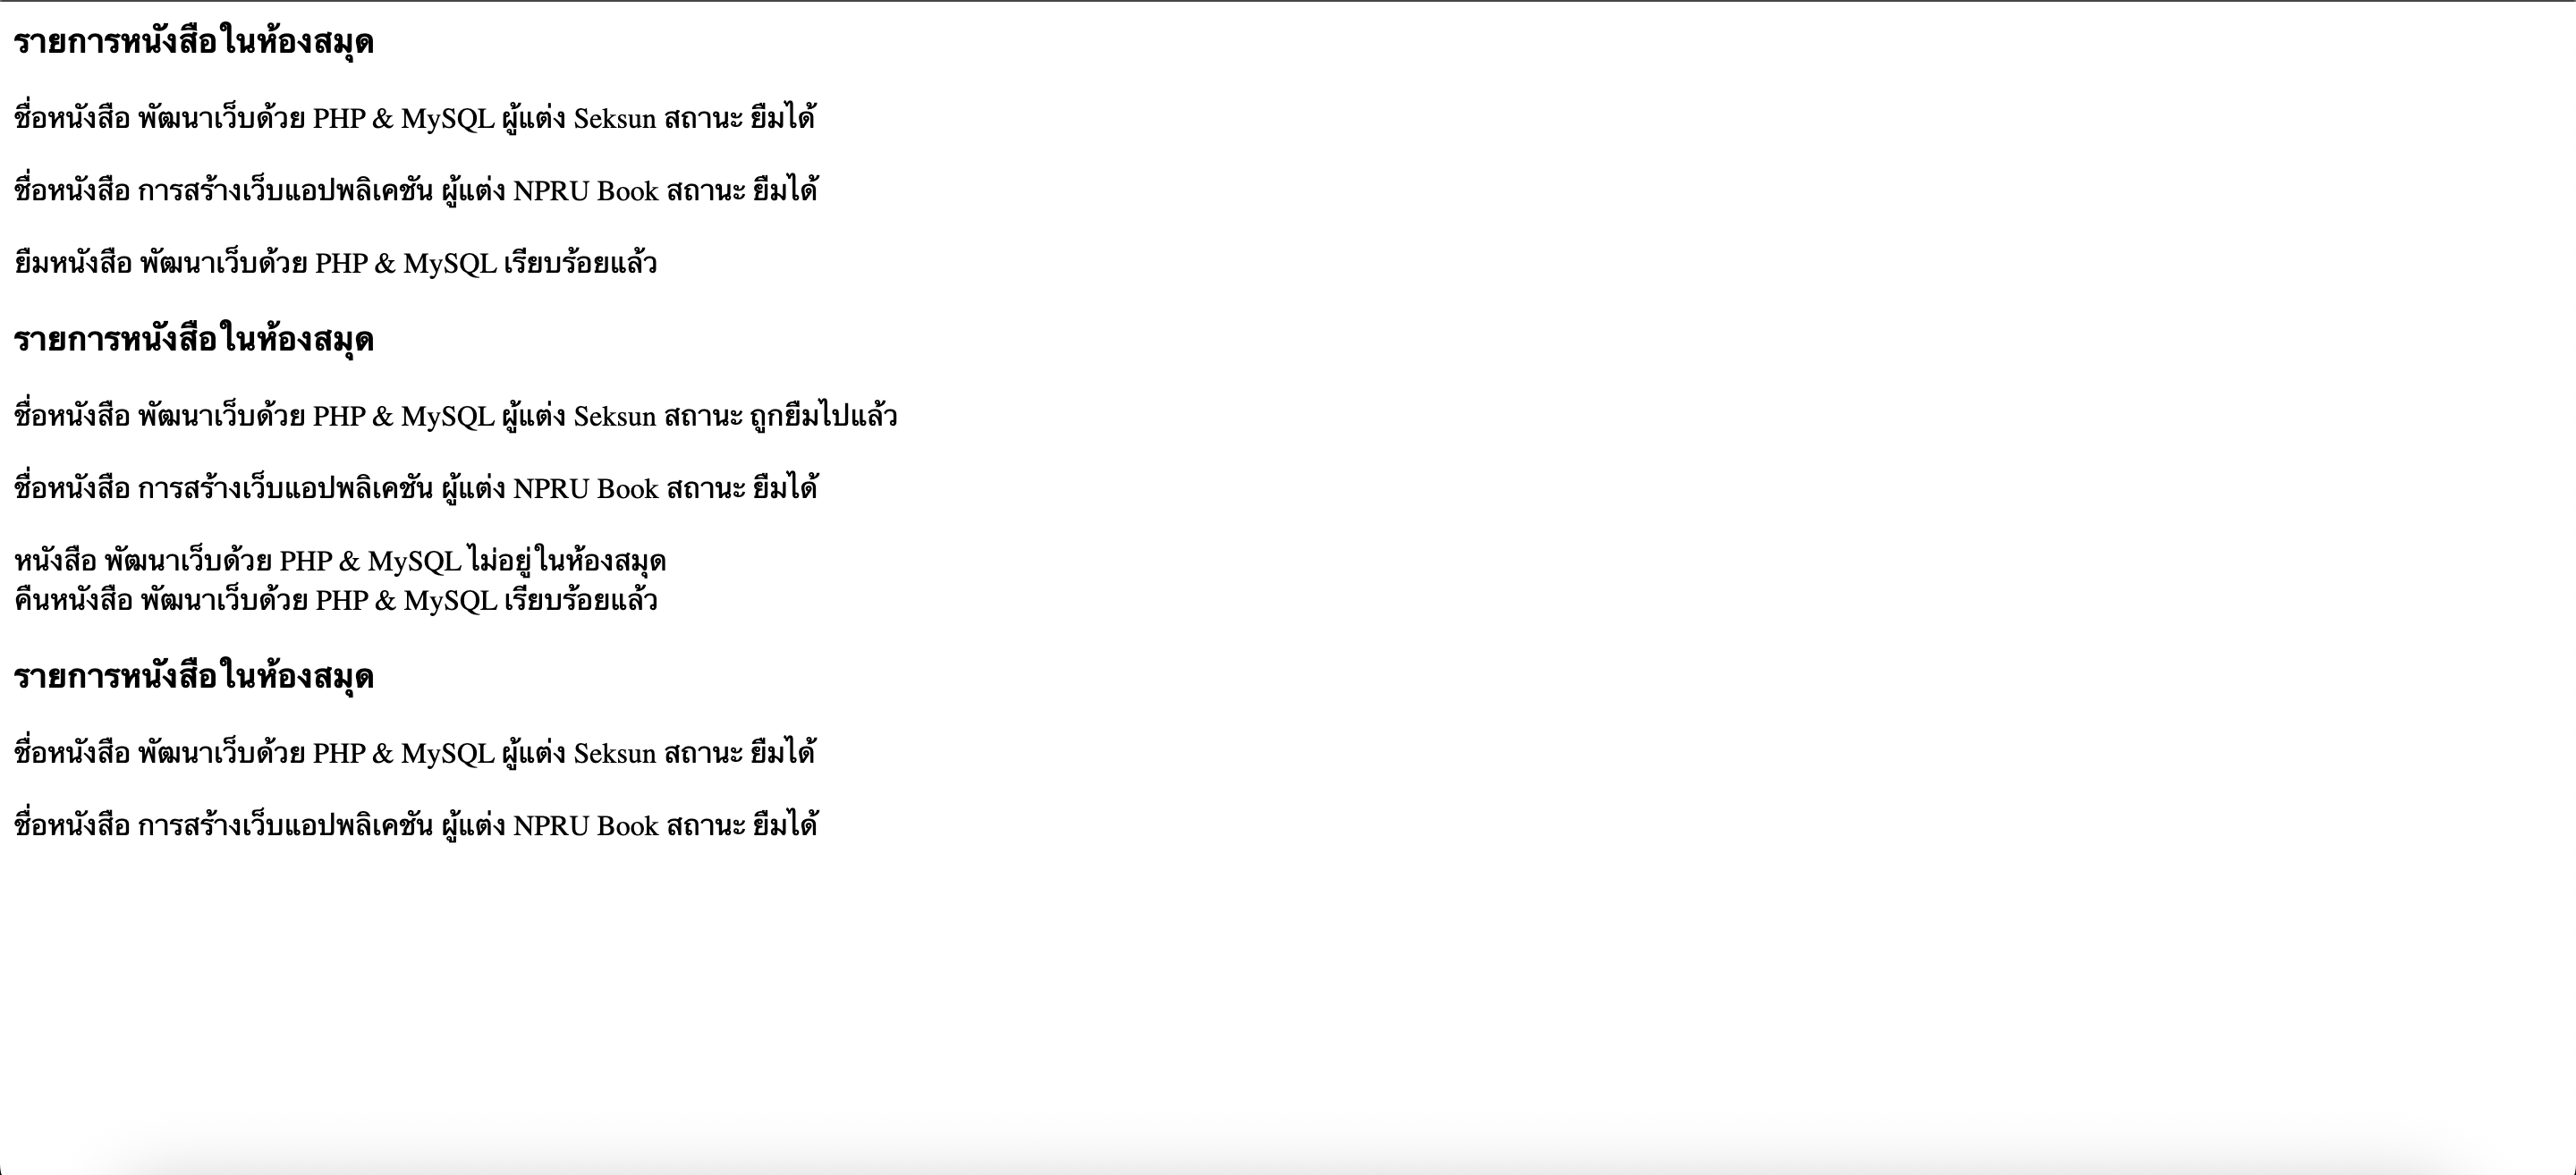 รายการหนังสือในห้องสมุด
ชื่อหนังสือ พัฒนาเว็บด้วย PHP & MySQL ผู้แต่ง Seksun สถานะ ยืมได้
ชื่อหนังสือ การสร้างเว็บแอปพลิเคชัน ผู้แต่ง NPRU Book สถานะ ยืมได้
ยืมหนังสือ พัฒนาเว็บด้วย PHP & MySQL เรียบร้อยแล้ว
รายการหนังสือในห้องสมุด
ชื่อหนังสือ พัฒนาเว็บด้วย PHP & MySQL ผู้แต่ง Seksun สถานะ ถูกยืมไปแล้ว
ชื่อหนังสือ การสร้างเว็บแอปพลิเคชัน ผู้แต่ง NPRU Book สถานะ ยืมได้
หนังสือ พัฒนาเว็บด้วย PHP & MySQL ไม่อยู่ในห้องสมุด
คืนหนังสือ พัฒนาเว็บด้วย PHP & MySQL เรียบร้อยแล้ว
รายการหนังสือในห้องสมุด
ชื่อหนังสือ พัฒนาเว็บด้วย PHP & MySQL ผู้แต่ง Seksun สถานะ ยืมได้
ชื่อหนังสือ การสร้างเว็บแอปพลิเคชัน ผู้แต่ง NPRU Book สถานะ ยืมได้